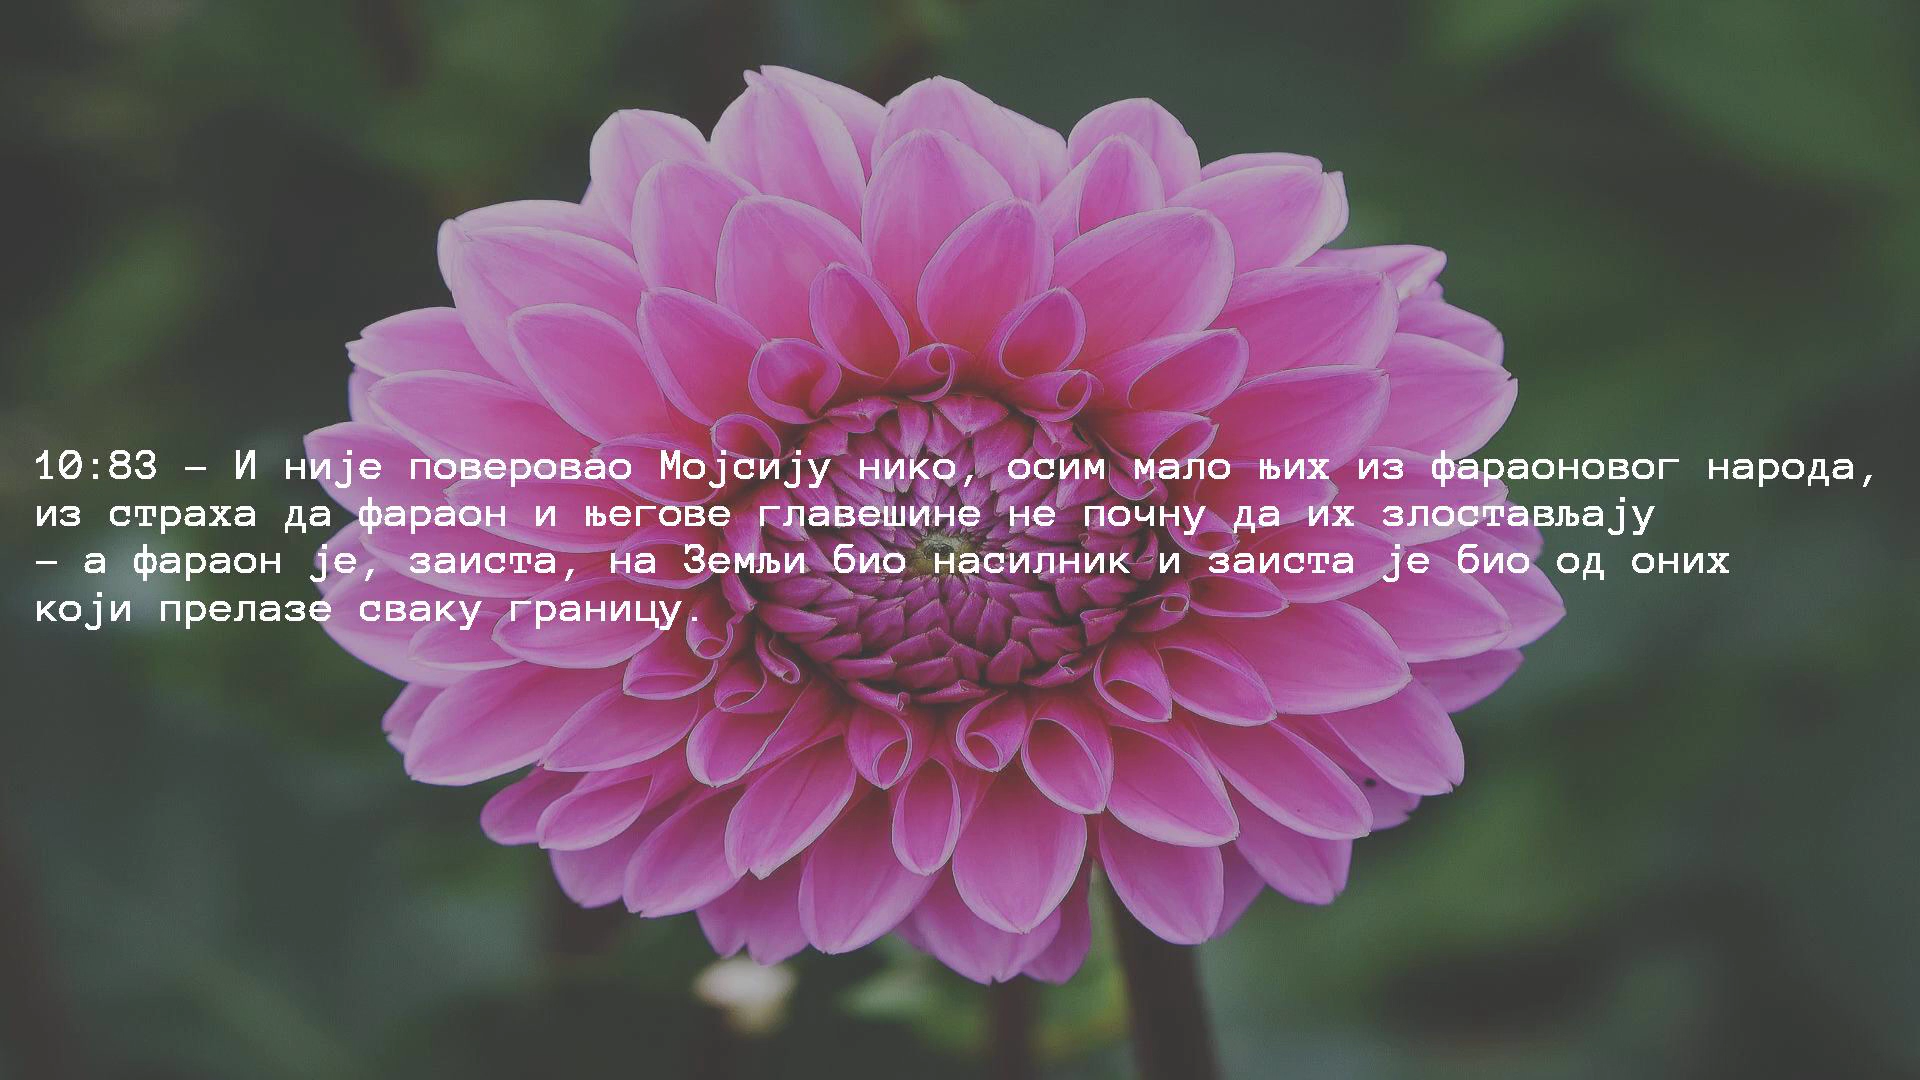 10:83 – И није поверовао Мојсију нико, осим мало њих из фараоновог народа,
из страха да фараон и његове главешине не почну да их злостављају
– а фараон је, заиста, на Земљи био насилник и заиста је био од оних
који прелазе сваку границу.